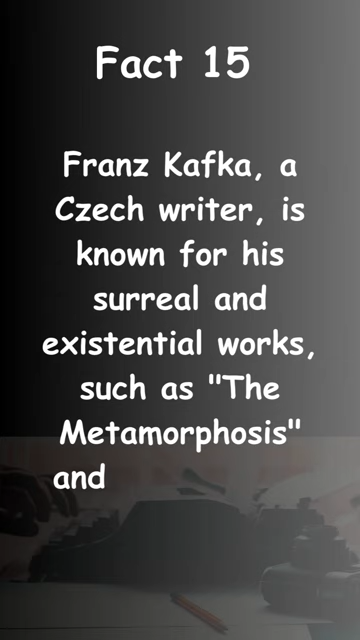 Fact 15
Franz Kafka, a
Czech writer, is
known for his
surreal and
existential works,
such as "The
Metamorphosis"
and